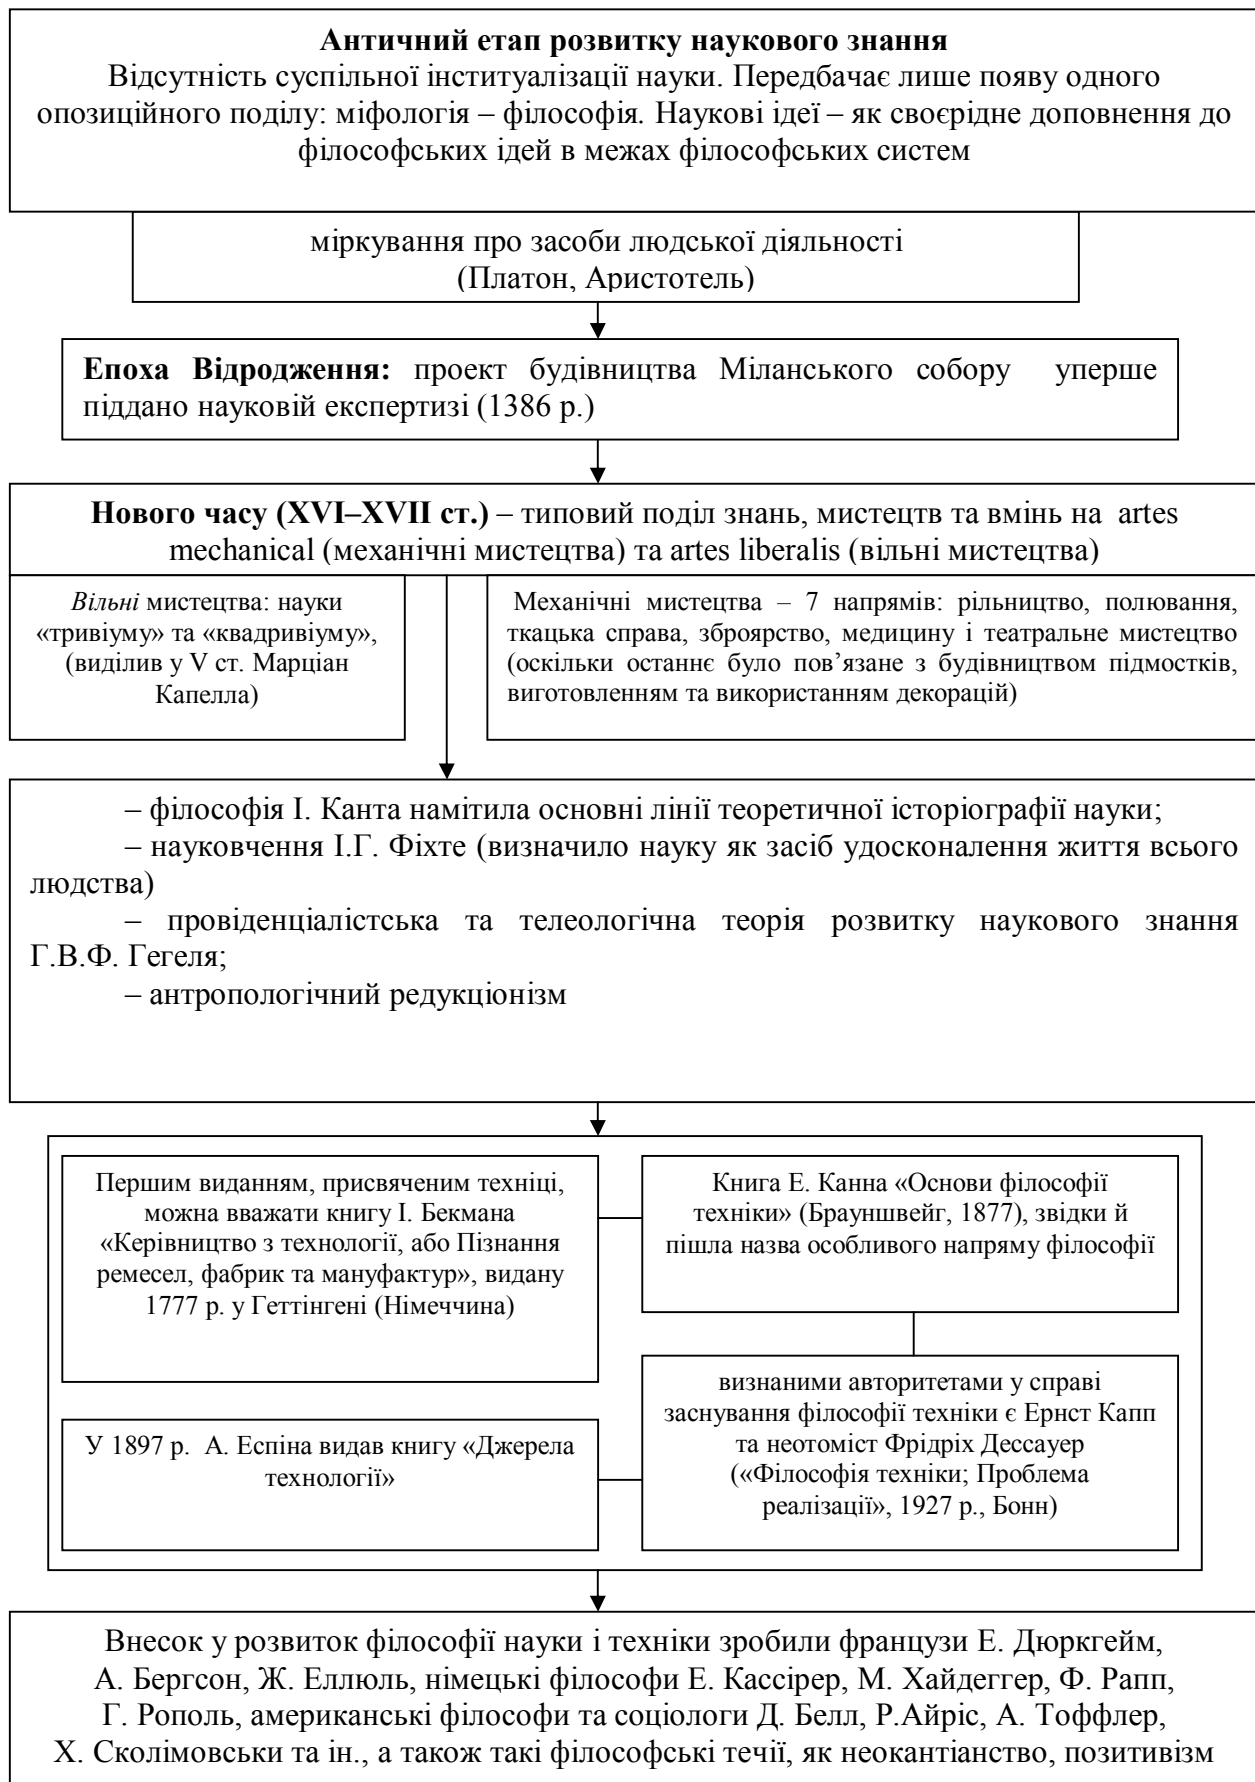 Античний етап розвитку наукового знання
Відсутність суспільної інституалізації науки. Передбачає лише появу одного
опозиційного поділу: міфологія – філософія. Наукові ідеї – як своєрідне доповнення до
філософських ідей в межах філософських систем
міркування про засоби людської діяльності
(Платон, Аристотель)
Епоха Відродження: проект будівництва Міланського собору уперше
піддано науковій експертизі (1386 р.)
Нового часу (XVI–XVII ст.) – типовий поділ знань, мистецтв та вмінь на artes
mechanical (механічні мистецтва) та artes liberalis (вільні мистецтва)
Вільні мистецтва: науки
«тривіуму» та «квадривіуму»,
(виділив у V ст. Марціан
Капелла)
Механічні мистецтва – 7 напрямів: рільництво, полювання,
ткацька справа, зброярство, медицину і театральне мистецтво
(оскільки останнє було пов’язане з будівництвом підмостків,
виготовленням та використанням декорацій)
– філософія І. Канта намітила основні лінії теоретичної історіографії науки;
– науковчення І.Г. Фіхте (визначило науку як засіб удосконалення життя всього
людства)
– провіденціалістська та телеологічна теорія розвитку наукового знання
Г.В.Ф. Гегеля;
– антропологічний редукціонізм
Першим виданням, присвяченим техніці,
можна вважати книгу І. Бекмана
«Керівництво з технології, або Пізнання
ремесел, фабрик та мануфактур», видану
1777 р. у Геттінгені (Німеччина)
Книга Е. Канна «Основи філософії
техніки» (Брауншвейг, 1877), звідки й
пішла назва особливого напряму філософії
У 1897 р. А. Еспіна видав книгу «Джерела
технології»
визнаними авторитетами у справі
заснування філософії техніки є Ернст Капп
та неотоміст Фрідріх Дессауер
(«Філософія техніки; Проблема
реалізації», 1927 р., Бонн)
Внесок у розвиток філософії науки і техніки зробили французи Е. Дюркгейм,
А. Бергсон, Ж. Еллюль, німецькі філософи Е. Кассірер, М. Хайдеггер, Ф. Рапп,
Г. Рополь, американські філософи та соціологи Д. Белл, Р.Айріс, А. Тоффлер,
Х. Сколімовськи та ін., а також такі філософські течії, як неокантіанство, позитивізм